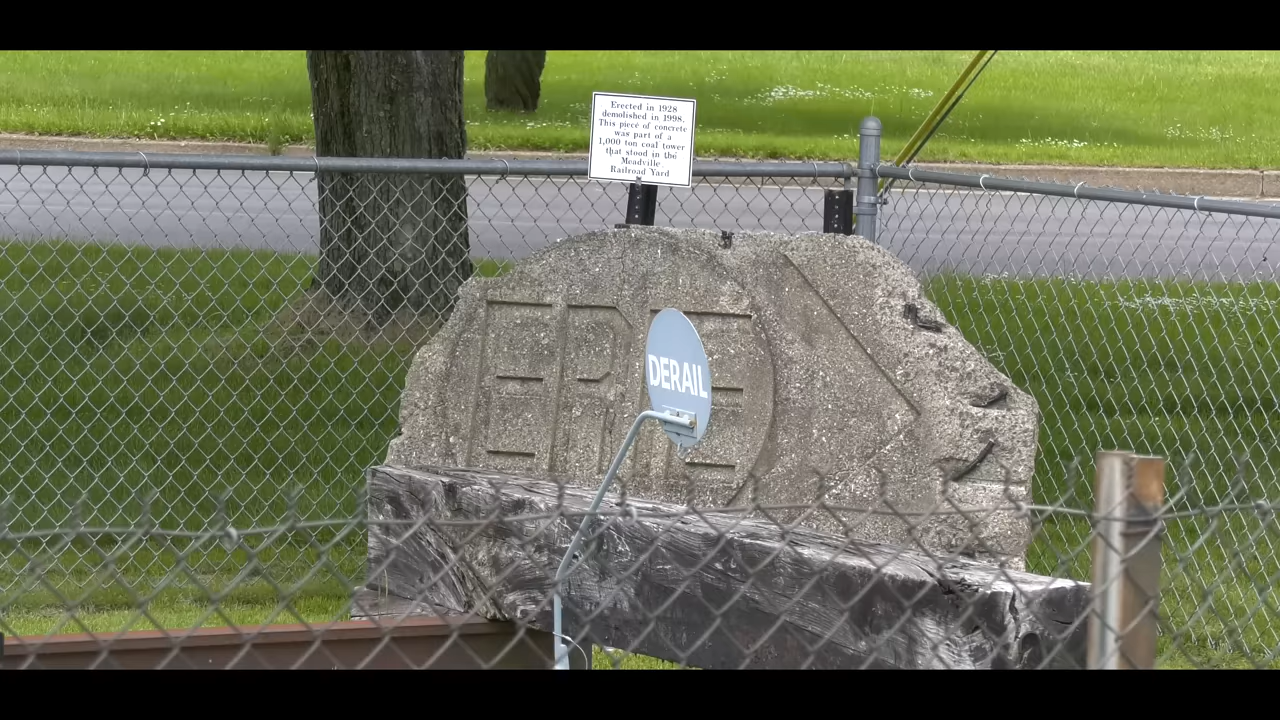 Erected in 1928
demolished in 1998.
This piece of concrete
was part of a
1,000 ton coal tower
that stood in the
Meadville
Railroad Yard
ERIE
DERAIL